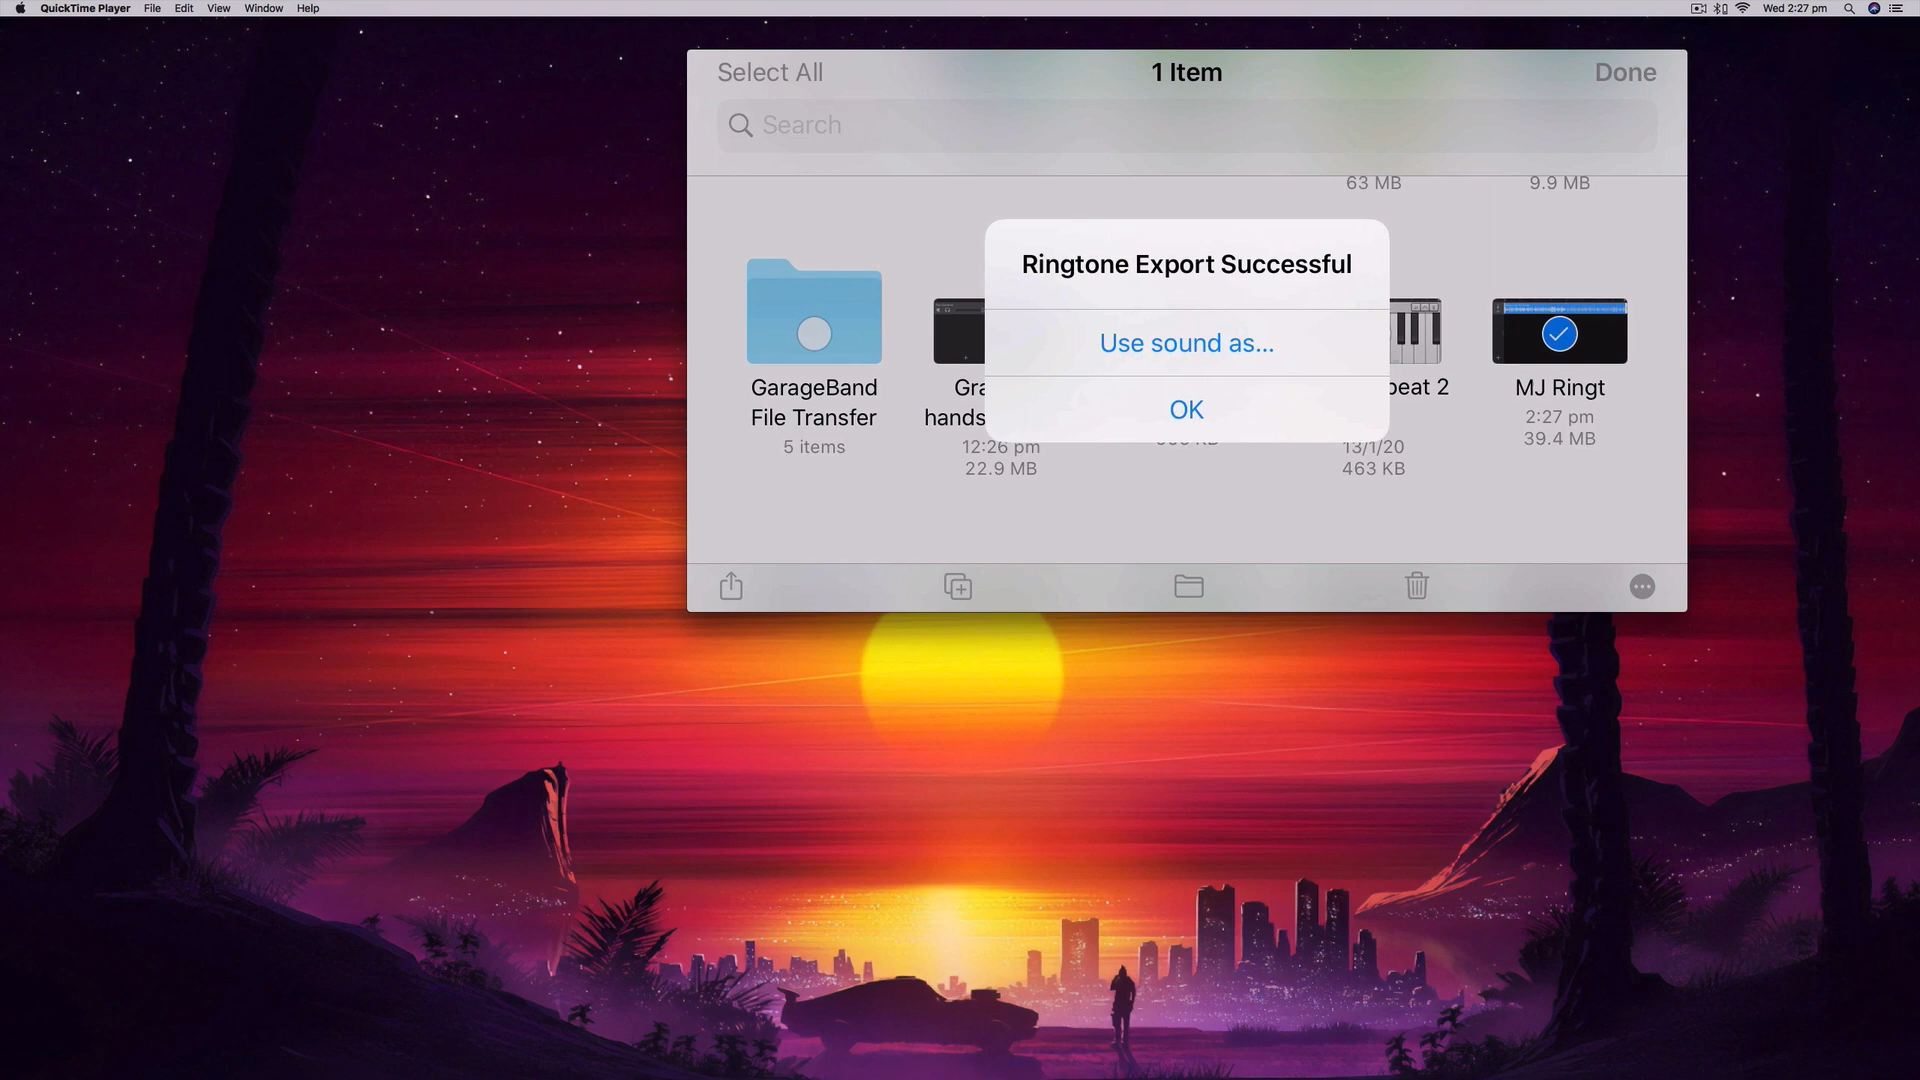 QuickTime Player File Edit View Window Help
Wed 2:27 pm
Select All
1 Item
Done
Search
63 MB
9.9 MB
Ringtone Export Successful
Use sound as...
OK
GarageBand
File Transfer
5 items
Gra
hands
12:26 pm
22.9 MB
beat 2
13/1/20
463 KB
MJ Ringt
2:27 pm
39.4 MB